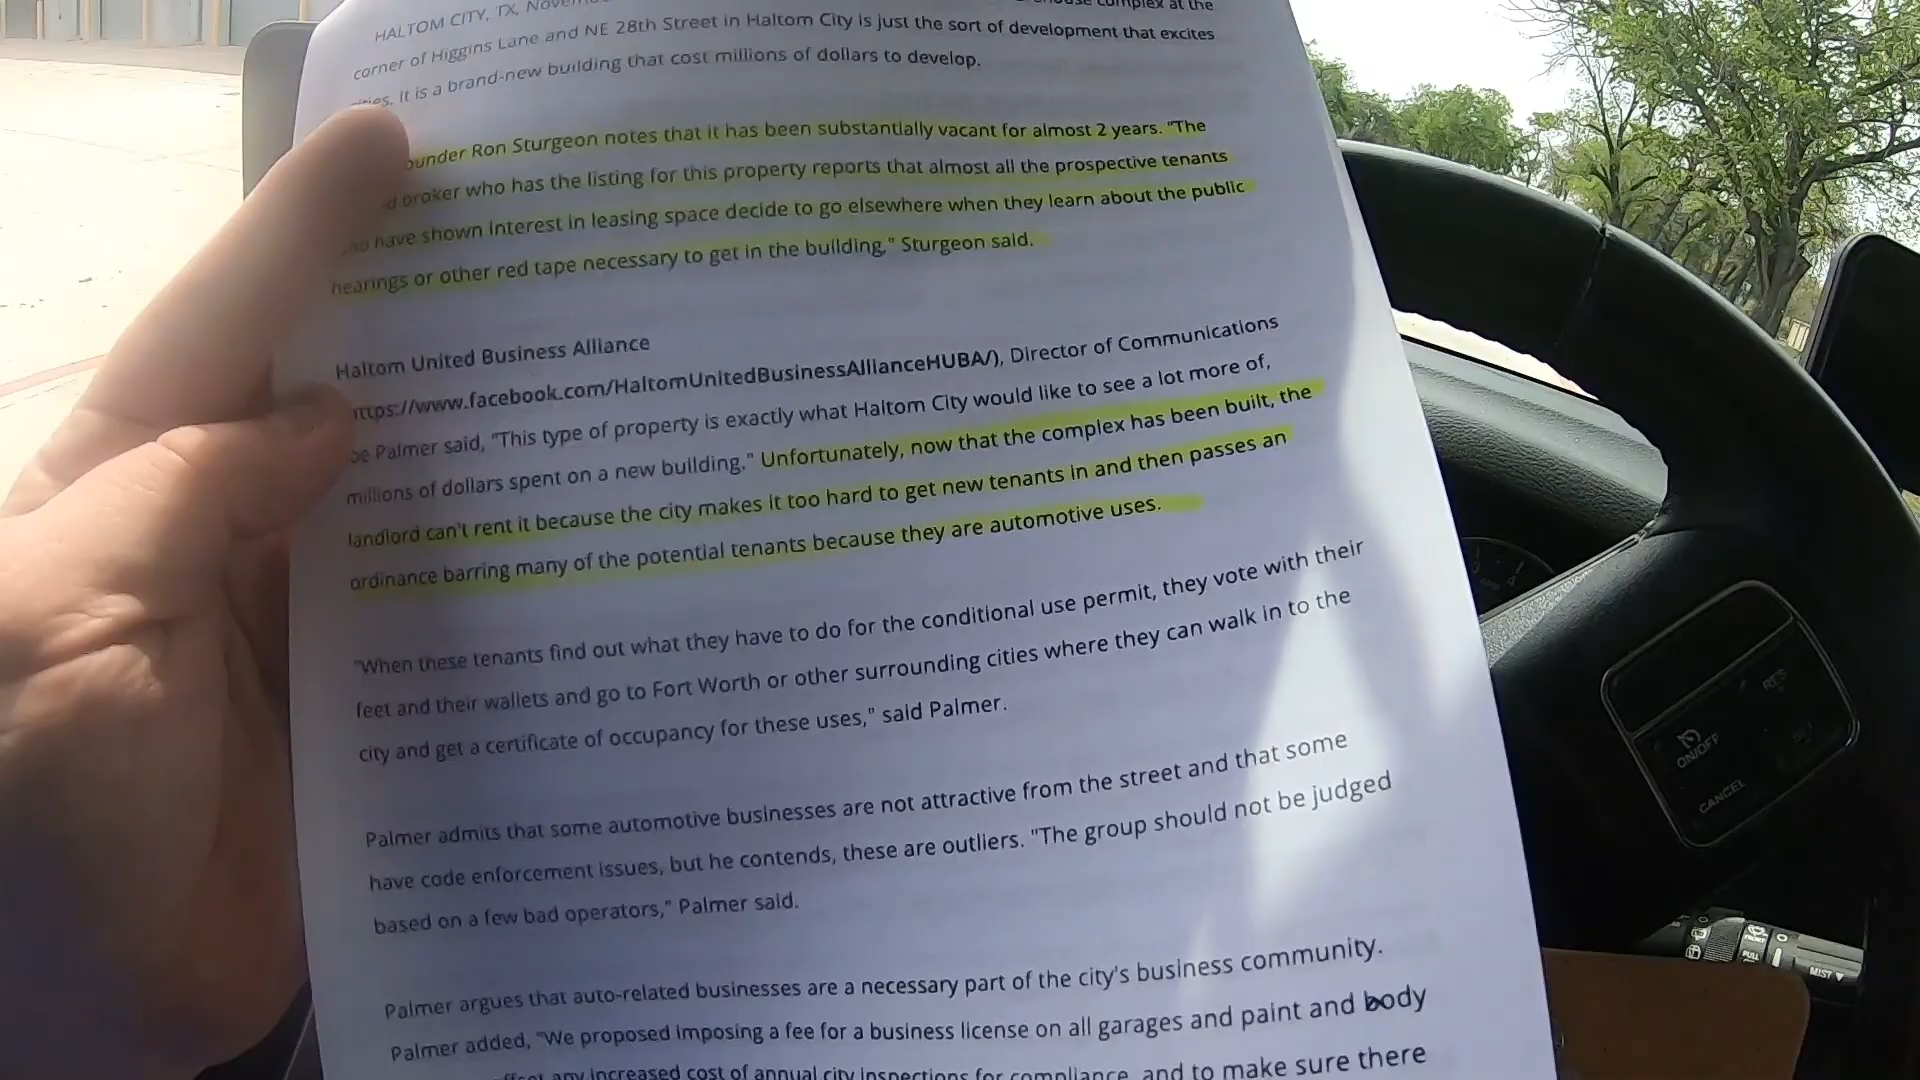 HALTOM CITY, TX, complex at the
corner of Higgins Lane and NE 28th Street in Haltom City is just the sort of development that excites
It is a brand-new building that cost millions of dollars to develop.
Ron Sturgeon notes that it has been substantially vacant for almost 2 years. "The
broker who has the listing for this property reports that almost all the prospective tenants
have shown interest in leasing space decide to go elsewhere when they learn about the public
hearings or other red tape necessary to get in the building," Sturgeon said.
Haltom United Business Alliance
https://www.facebook.com/HaltomUnitedBusinessAllianceHUBA/), Director of Communications
Palmer said, "This type of property is exactly what Haltom City would like to see a lot more of,
millions of dollars spent on a new building." Unfortunately, now that the complex has been built, the
landlord can't rent it because the city makes it too hard to get new tenants in and then passes an
ordinance barring many of the potential tenants because they are automotive uses.
"When these tenants find out what they have to do for the conditional use permit, they vote with their
feet and their wallets and go to Fort Worth or other surrounding cities where they can walk in to the
city and get a certificate of occupancy for these uses," said Palmer.
Palmer admits that some automotive businesses are not attractive from the street and that some
have code enforcement issues, but he contends, these are outliers. "The group should not be judged
based on a few bad operators," Palmer said.
Palmer argues that auto-related businesses are a necessary part of the city's business community.
Palmer added, "We proposed imposing a fee for a business license on all garages and paint and body
any increased cost of annual city inspections for compliance, and to make sure there
RES
ON/OFF
CANCEL
FRONT
PULL
MIST